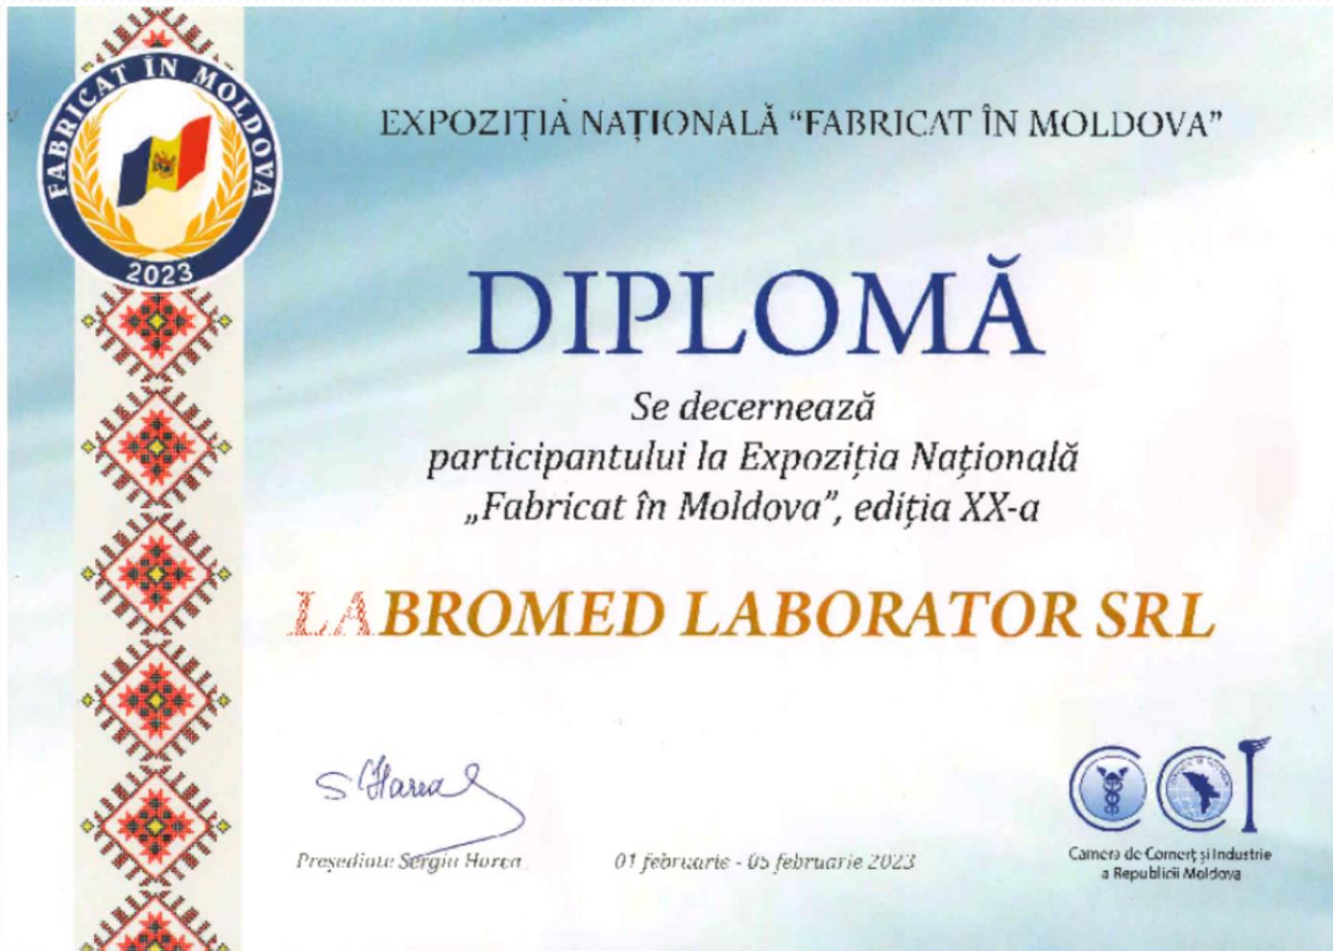 FABRICAT ÎN MOLDOVA
2023
EXPOZIȚIA NAȚIONALĂ “FABRICAT ÎN MOLDOVA”
DIPLOMĂ
Se decernează
participantului la Expoziția Națională
„Fabricat în Moldova”, ediția XX-a
LABROMED LABORATOR SRL
S Harea
Președinte Sergiu Harea
01 februarie - 05 februarie 2023
CCI
Camera de Comerț și Industrie
a Republicii Moldova